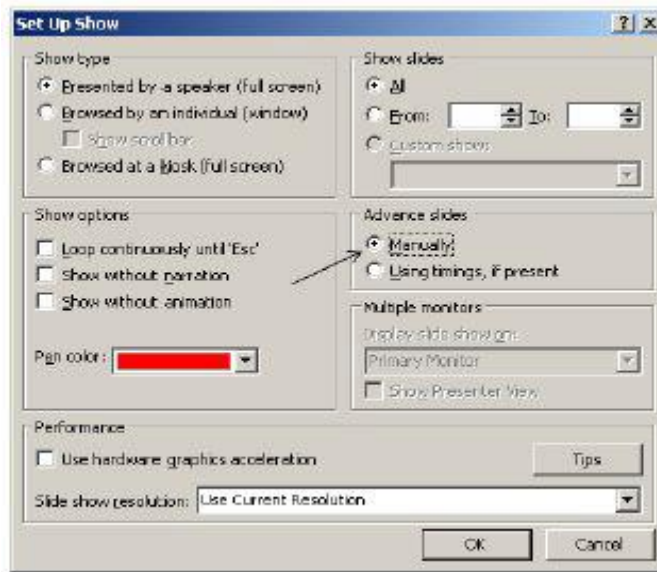 Set Up Show
Show type
Presented by a speaker (full screen)
Browsed by an individual (window)
Show scrollbar
Browsed at a kiosk (full screen)
Show slides
All
From: To:
Custom show:
Show options
Loop continuously until 'Esc'
Show without narration
Show without animation
Pen color:
Advance slides
Manually
Using timings, if present
Multiple monitors
Display slide show on:
Primary Monitor
Show Presenter View
Performance
Use hardware graphics acceleration
Tips
Slide show resolution: Use Current Resolution
OK Cancel